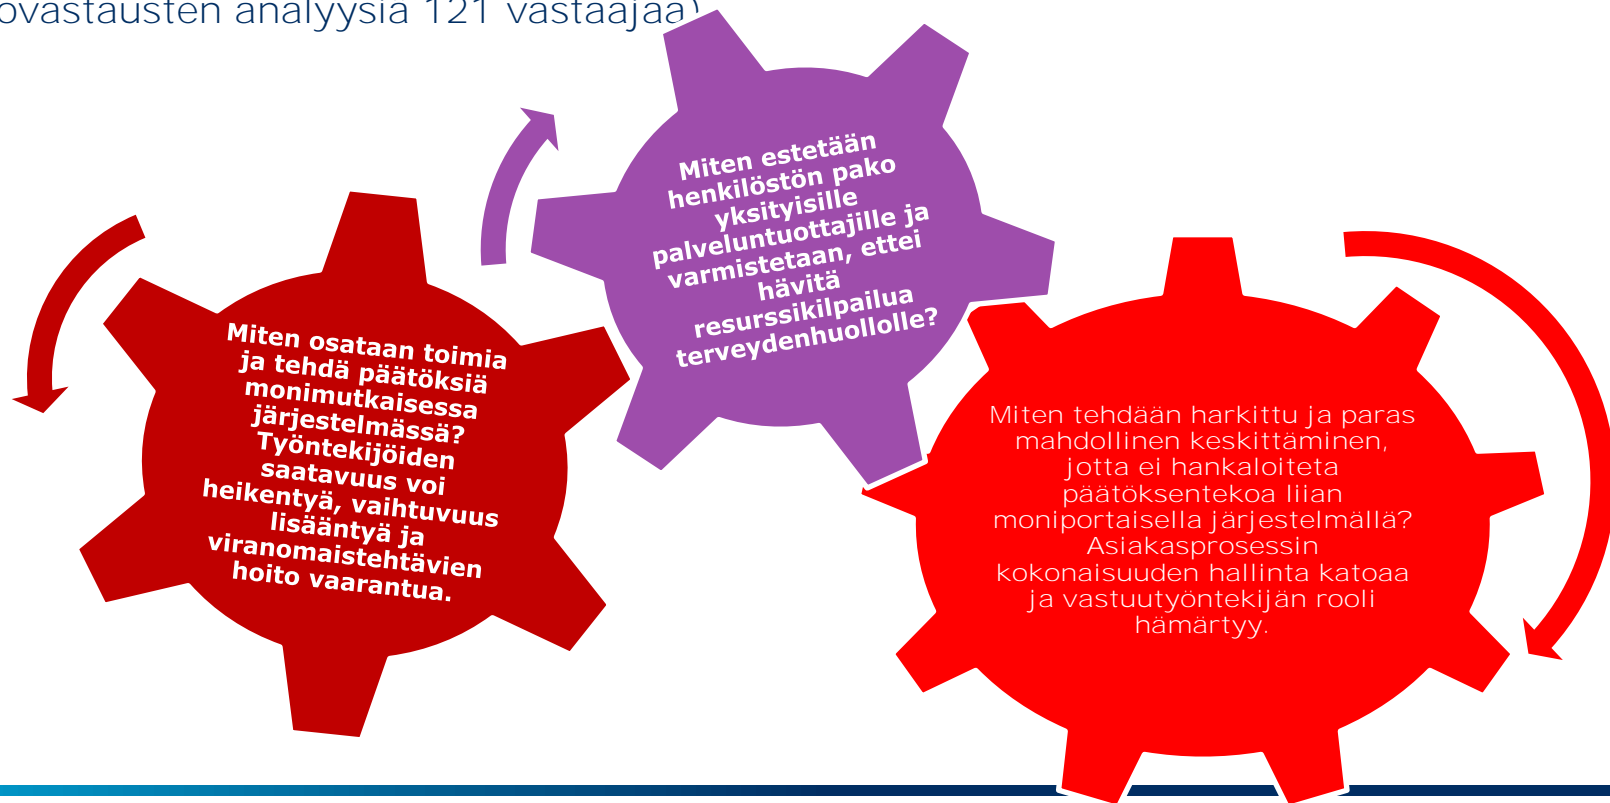 ovastausten analyysia 121 vastaajaa)
Miten estetään
henkilöstön pako
yksityisille
palveluntuottajille ja
varmistetaan, ettei
hävitä
resurssikilpailua
terveydenhuollolle?
Miten osataan toimia
ja tehdä päätöksiä
monimutkaisessa
järjestelmässä?
Työntekijöiden
saatavuus voi
heikentyä, vaihtuvuus
lisääntyä ja
viranomaistehtävien
hoito vaarantua.
Miten tehdään harkittu ja paras
mahdollinen keskittäminen,
jotta ei hankaloiteta
päätöksentekoa liian
moniportaisella järjestelmällä?
Asiakasprosessin
kokonaisuuden hallinta katoaa
ja vastuutyöntekijän rooli
hämärtyy.